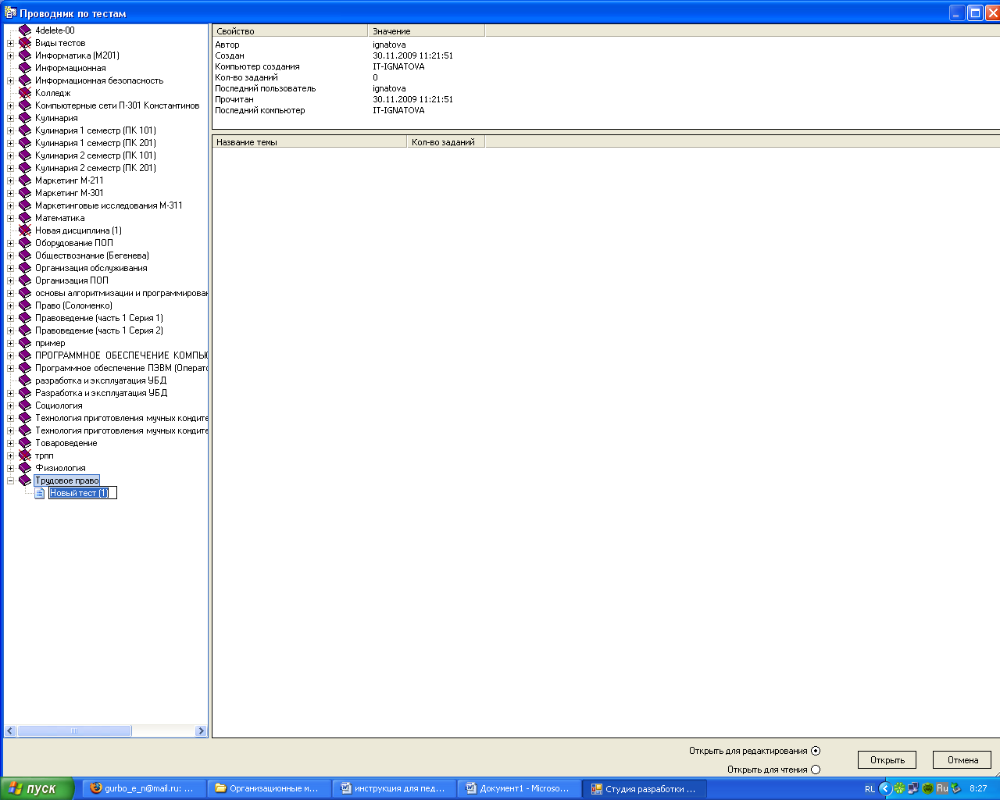 Проводник по тестам
4delete-00
Виды тестов
Информатика (М201)
Информационная
Информационная безопасность
Колледж
Компьютерные сети П-301 Константинов
Кулинария
Кулинария 1 семестр (ПК 101)
Кулинария 1 семестр (ПК 201)
Кулинария 2 семестр (ПК 101)
Кулинария 2 семестр (ПК 201)
Маркетинг М-211
Маркетинг М-301
Маркетинговые исследования М-311
Математика
Новая дисциплина (1)
Оборудование ПОП
Обществознание (Бегенева)
Организация обслуживания
Организация ПОП
основы алгоритмизации и программирован
Право (Соломенко)
Правоведение (часть 1 Серия 1)
Правоведение (часть 1 Серия 2)
пример
ПРОГРАММНОЕ ОБЕСПЕЧЕНИЕ КОМПЬЮ
Программное обеспечение ПЭВМ (Операто
разработка и эксплуатация УБД
Разработка и эксплуатация УБД
Социология
Технология приготовления мучных кондите
Технология приготовления мучных кондите
Товароведение
трпп
Физиология
Трудовое право
Новый тест (1)
Свойство Значение
Автор ignatova
Создан 30.11.2009 11:21:51
Компьютер создания IT-IGNATOVA
Кол-во заданий 0
Последний пользователь ignatova
Прочитан 30.11.2009 11:21:51
Последний компьютер IT-IGNATOVA
Название темы Кол-во заданий
Открыть для редактирования
Открыть для чтения
Открыть Отмена
пуск gurbo_e_n@mail.ru: ... Организационные м... инструкция для пед... Документ1 - Microso... Студия разработки ... RL Ru 8:27